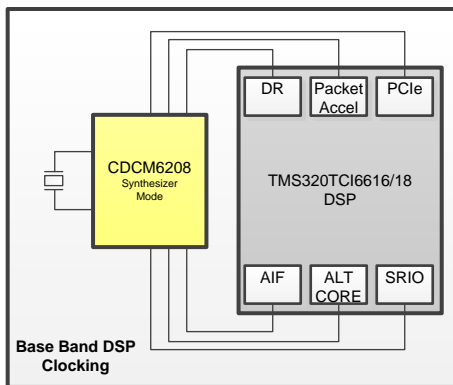 DR
Packet
Accel
PCIe
CDCM6208
Synthesizer
Mode
TMS320TCI6616/18
DSP
AIF
ALT
CORE
SRIO
Base Band DSP
Clocking